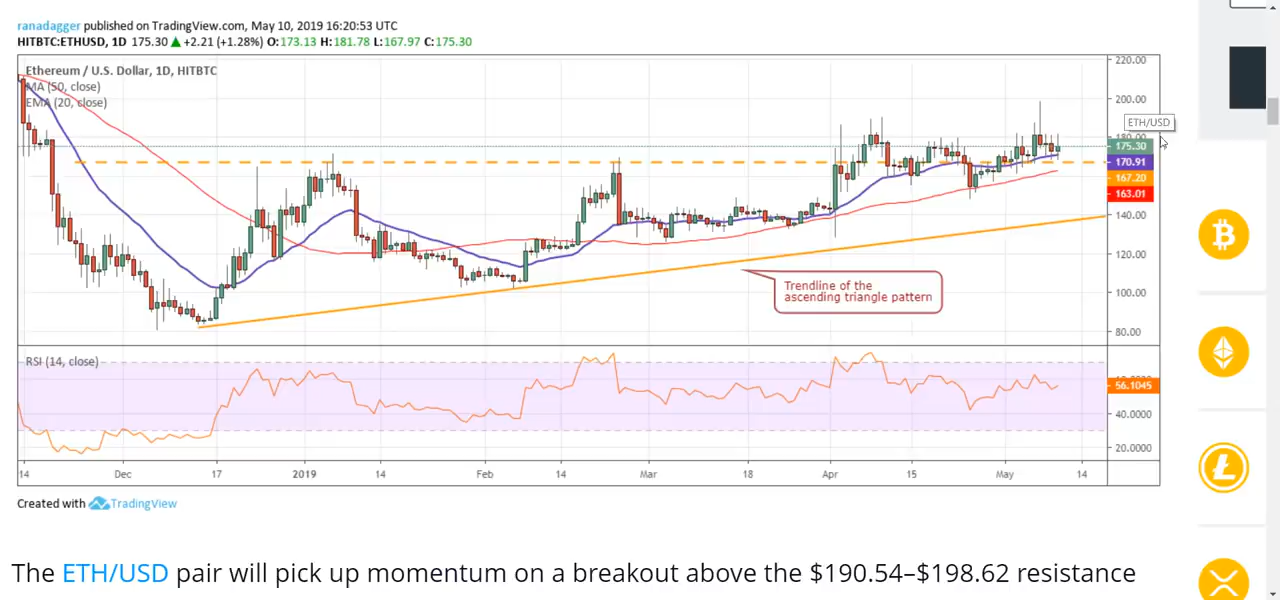 ranadagger published on TradingView.com, May 10, 2019 16:20:53 UTC
HITBTC:ETHUSD, 1D 175.30 ▲ +2.21 (+1.28%) O:173.13 H:181.78 L:167.97 C:175.30
Ethereum / U.S. Dollar, 1D, HITBTC
MA (50, close)
EMA (20, close)
220.00
200.00
ETH/USD
180.00
175.30
170.91
167.20
163.01
140.00
120.00
100.00
80.00
Trendline of the
ascending triangle pattern
RSI (14, close)
56.1045
40.0000
20.0000
14 Dec 17 2019 14 Feb 14 Mar 18 Apr 15 May 14
Created with TradingView
The ETH/USD pair will pick up momentum on a breakout above the $190.54–$198.62 resistance